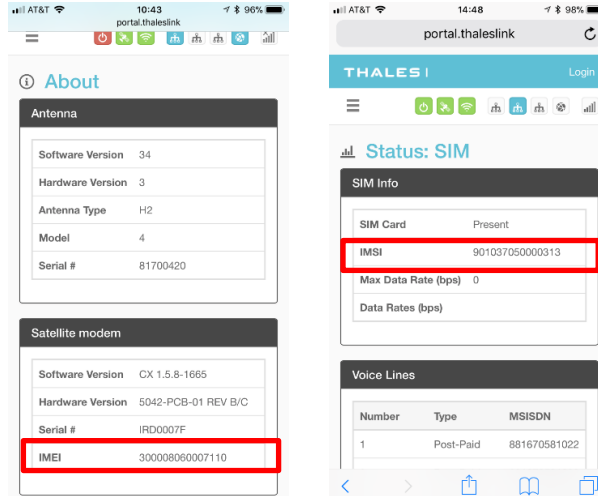 AT&T 10:43 96%
portal.thaleslink
About
Antenna
Software Version 34
Hardware Version 3
Antenna Type H2
Model 4
Serial # 81700420
Satellite modem
Software Version CX 1.5.8-1665
Hardware Version 5042-PCB-01 REV B/C
Serial # IRD0007F
IMEI 300008060007110
AT&T 14:48 98%
portal.thaleslink
THALES Login
Status: SIM
SIM Info
SIM Card Present
IMSI 901037050000313
Max Data Rate (bps) 0
Data Rates (bps)
Voice Lines
Number Type MSISDN
1 Post-Paid 881670581022